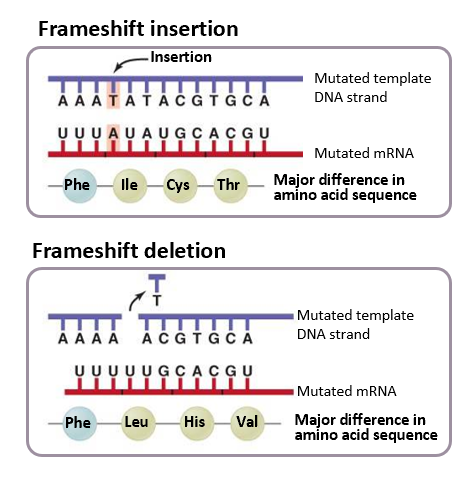 Frameshift insertion
Insertion
A A A T A T A C G T G C A
Mutated template
DNA strand
U U U A U A U G C A C G U
Mutated mRNA
Phe Ile Cys Thr
Major difference in
amino acid sequence
Frameshift deletion
T
A A A A A C G T G C A
Mutated template
DNA strand
U U U U U G C A C G U
Mutated mRNA
Phe Leu His Val
Major difference in
amino acid sequence